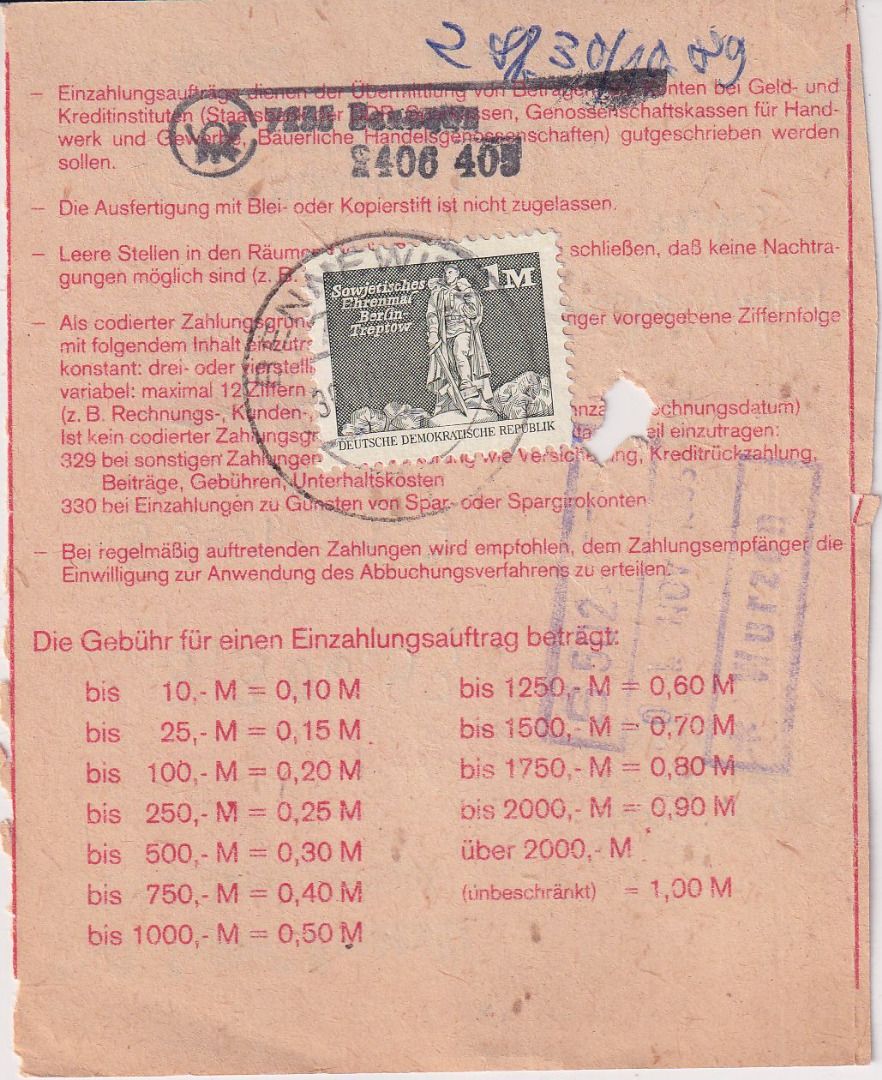 2 30/10
– Einzahlungsaufträge dienen der Übermittlung von Beträgen, Konten bei Geld- und
Kreditinstituten (Staatsbank der DDR, Sparkassen, Genossenschaftskassen für Hand-
werk und Gewerbe, Bäuerliche Handelsgenossenschaften) gutgeschrieben werden
sollen.
2406 405
– Die Ausfertigung mit Blei- oder Kopierstift ist nicht zugelassen.
– Leere Stellen in den schließen, daß keine Nachtra-
gungen möglich sind (z. B.
– Als codierter Zahlungsgrund vorgegebene Ziffernfolge
mit folgendem Inhalt
konstant: drei- oder
variabel: maximal 12 Ziffern
(z. B. Rechnungs-, Kunden-, Rechnungsdatum)
Ist kein codierter einzutragen:
329 bei sonstigen Zahlungen wie Versicherung, Kreditrückzahlung,
Beiträge, Gebühren, Unterhaltskosten
330 bei Einzahlungen zu Gunsten von Spar- oder Spargirokonten
– Bei regelmäßig auftretenden Zahlungen wird empfohlen, dem Zahlungsempfänger die
Einwilligung zur Anwendung des Abbuchungsverfahrens zu erteilen.
Sowjetisches
Ehrenmal
Berlin-
Treptow
1 M
DEUTSCHE DEMOKRATISCHE REPUBLIK
Wurzen
Die Gebühr für einen Einzahlungsauftrag beträgt:
bis 10,- M = 0,10 M
bis 25,- M = 0,15 M
bis 100,- M = 0,20 M
bis 250,- M = 0,25 M
bis 500,- M = 0,30 M
bis 750,- M = 0,40 M
bis 1000,- M = 0,50 M
bis 1250,- M = 0,60 M
bis 1500,- M = 0,70 M
bis 1750,- M = 0,80 M
bis 2000,- M = 0,90 M
über 2000,- M
(unbeschränkt) = 1,00 M